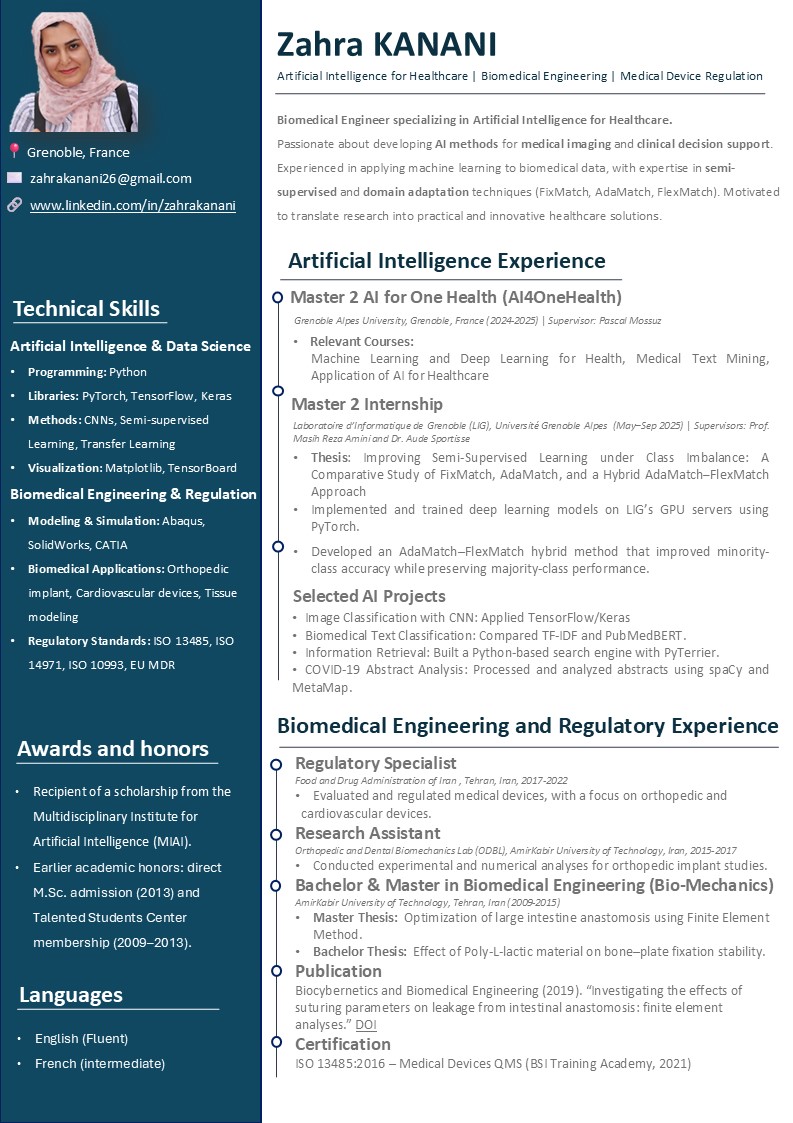 Zahra KANANI
Artificial Intelligence for Healthcare | Biomedical Engineering | Medical Device Regulation
📍 Grenoble, France
✉ zahrakanani26@gmail.com
🔗 www.linkedin.com/in/zahrakanani
Technical Skills
Artificial Intelligence & Data Science
• Programming: Python
• Libraries: PyTorch, TensorFlow, Keras
• Methods: CNNs, Semi-supervised
Learning, Transfer Learning
• Visualization: Matplotlib, TensorBoard
Biomedical Engineering & Regulation
• Modeling & Simulation: Abaqus,
SolidWorks, CATIA
• Biomedical Applications: Orthopedic
implant, Cardiovascular devices, Tissue
modeling
• Regulatory Standards: ISO 13485, ISO
14971, ISO 10993, EU MDR
Awards and honors
• Recipient of a scholarship from the
Multidisciplinary Institute for
Artificial Intelligence (MIAI).
• Earlier academic honors: direct
M.Sc. admission (2013) and
Talented Students Center
membership (2009–2013).
Languages
• English (Fluent)
• French (intermediate)
Biomedical Engineer specializing in Artificial Intelligence for Healthcare.
Passionate about developing AI methods for medical imaging and clinical decision support.
Experienced in applying machine learning to biomedical data, with expertise in semi-
supervised and domain adaptation techniques (FixMatch, AdaMatch, FlexMatch). Motivated
to translate research into practical and innovative healthcare solutions.
Artificial Intelligence Experience
Master 2 AI for One Health (AI4OneHealth)
Grenoble Alpes University, Grenoble, France (2024-2025) | Supervisor: Pascal Mossuz
• Relevant Courses:
Machine Learning and Deep Learning for Health, Medical Text Mining,
Application of AI for Healthcare
Master 2 Internship
Laboratoire d'Informatique de Grenoble (LIG), Université Grenoble Alpes (May–Sep 2025) | Supervisors: Prof.
Masih Reza Amini and Dr. Aude Sportisse
• Thesis: Improving Semi-Supervised Learning under Class Imbalance: A
Comparative Study of FixMatch, AdaMatch, and a Hybrid AdaMatch–FlexMatch
Approach
• Implemented and trained deep learning models on LIG's GPU servers using
PyTorch.
• Developed an AdaMatch–FlexMatch hybrid method that improved minority-
class accuracy while preserving majority-class performance.
Selected AI Projects
• Image Classification with CNN: Applied TensorFlow/Keras
• Biomedical Text Classification: Compared TF-IDF and PubMedBERT.
• Information Retrieval: Built a Python-based search engine with PyTerrier.
• COVID-19 Abstract Analysis: Processed and analyzed abstracts using spaCy and
MetaMap.
Biomedical Engineering and Regulatory Experience
Regulatory Specialist
Food and Drug Administration of Iran , Tehran, Iran, 2017-2022
• Evaluated and regulated medical devices, with a focus on orthopedic and
cardiovascular devices.
Research Assistant
Orthopedic and Dental Biomechanics Lab (ODBL), AmirKabir University of Technology, Iran, 2015-2017
• Conducted experimental and numerical analyses for orthopedic implant studies.
Bachelor & Master in Biomedical Engineering (Bio-Mechanics)
AmirKabir University of Technology, Tehran, Iran (2009-2015)
• Master Thesis: Optimization of large intestine anastomosis using Finite Element
Method.
• Bachelor Thesis: Effect of Poly-L-lactic material on bone–plate fixation stability.
Publication
Biocybernetics and Biomedical Engineering (2019). “Investigating the effects of
suturing parameters on leakage from intestinal anastomosis: finite element
analyses.” DOI
Certification
ISO 13485:2016 – Medical Devices QMS (BSI Training Academy, 2021)